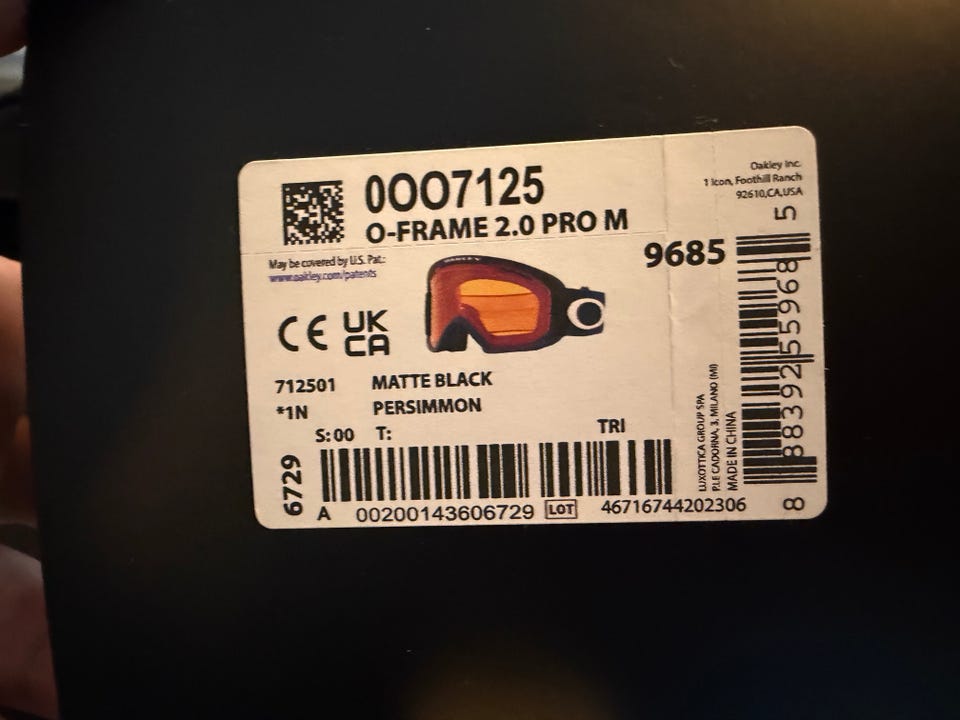 0OO7125
O-FRAME 2.0 PRO M
May be covered by U.S. Pat.:
www.oakley.com/patents
9685
Oakley Inc.
1 Icon, Foothill Ranch
92610,CA,USA
CE UK
CA
OAKLEY
712501 MATTE BLACK
*1N PERSIMMON
S: 00 T: TRI
6729
A 00200143606729 LOT 46716744202306
LUXOTTICA GROUP SPA
P.LE CADORNA, 3, MILANO (MI)
MADE IN CHINA
8 88392 55968 5